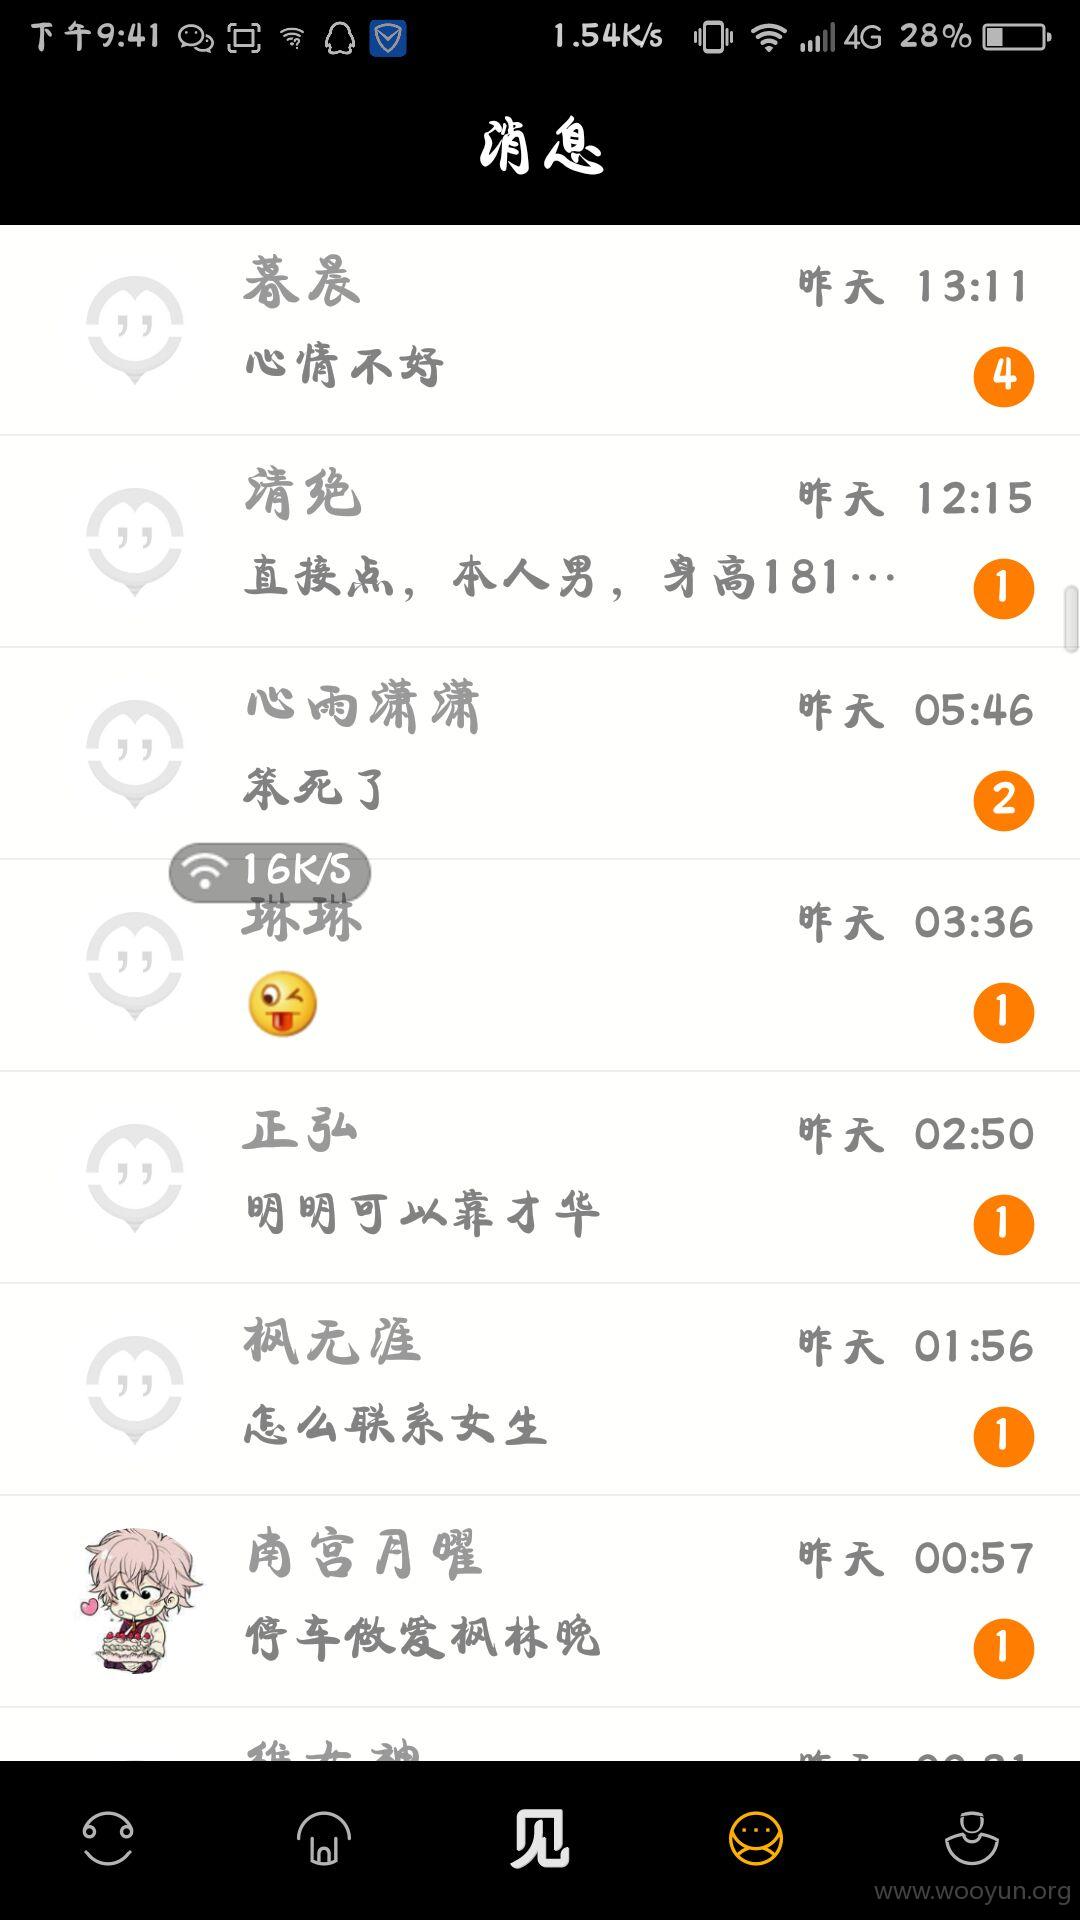 下午9:41 1.54K/s 4G 28%
消息
暮晨 昨天 13:11
心情不好 4
清绝 昨天 12:15
直接点，本人男，身高181… 1
心雨潇潇 昨天 05:46
笨死了 2
16K/S
琳琳 昨天 03:36
1
正弘 昨天 02:50
明明可以靠才华 1
枫无涯 昨天 01:56
怎么联系女生 1
南宫月曜 昨天 00:57
停车做爱枫林晚 1
见
www.wooyun.org